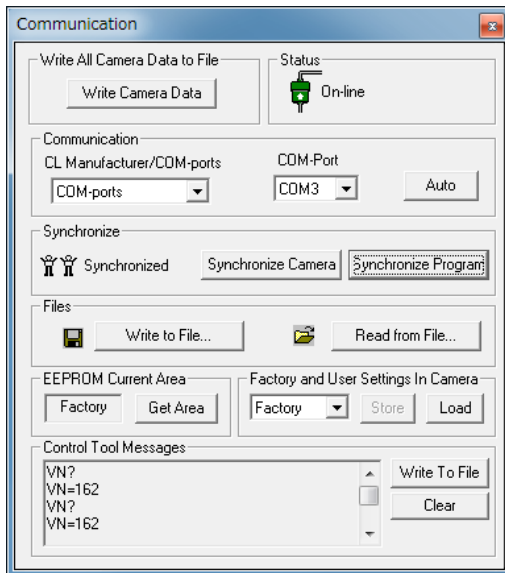 Communication
Write All Camera Data to File
Write Camera Data
Status
On-line
Communication
CL Manufacturer/COM-ports
COM-ports
COM-Port
COM3
Auto
Synchronize
Synchronized
Synchronize Camera
Synchronize Program
Files
Write to File...
Read from File...
EEPROM Current Area
Factory
Get Area
Factory and User Settings In Camera
Factory
Store
Load
Control Tool Messages
VN?
VN=162
VN?
VN=162
Write To File
Clear